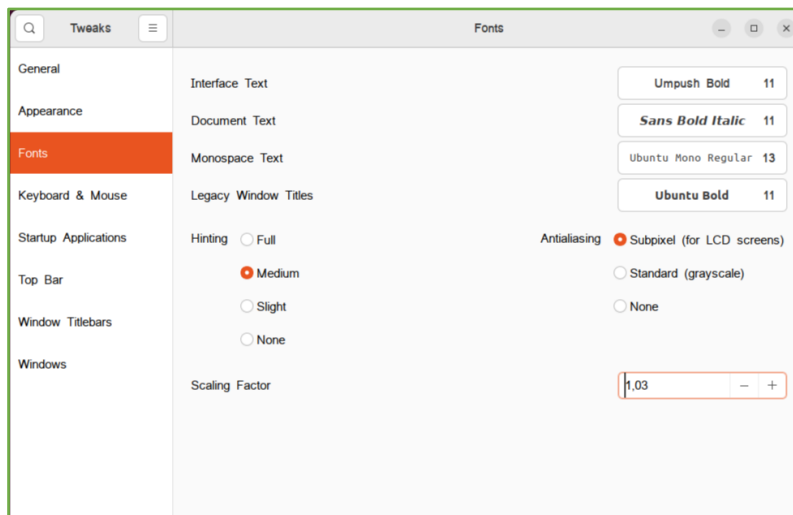 Tweaks
Fonts
General
Appearance
Fonts
Keyboard & Mouse
Startup Applications
Top Bar
Window Titlebars
Windows
Interface Text Umpush Bold 11
Document Text Sans Bold Italic 11
Monospace Text Ubuntu Mono Regular 13
Legacy Window Titles Ubuntu Bold 11
Hinting Full Antialiasing Subpixel (for LCD screens)
Medium Standard (grayscale)
Slight None
None
Scaling Factor 1,03